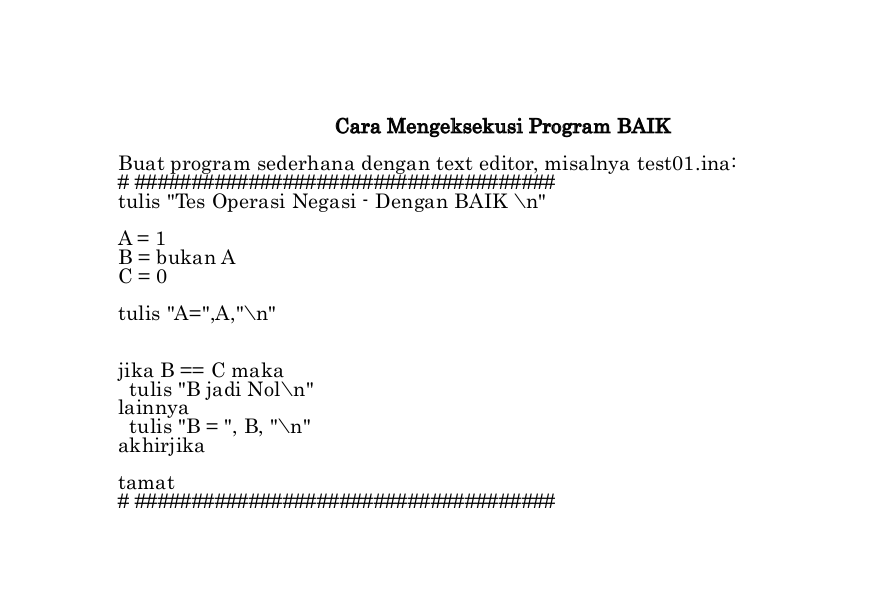 Cara Mengeksekusi Program BAIK
Buat program sederhana dengan text editor, misalnya test01.ina:
# ########################################
tulis "Tes Operasi Negasi - Dengan BAIK \n"
A = 1
B = bukan A
C = 0
tulis "A=",A,"\n"
jika B == C maka
  tulis "B jadi Nol\n"
lainnya
  tulis "B = ", B, "\n"
akhirjika
tamat
# ########################################